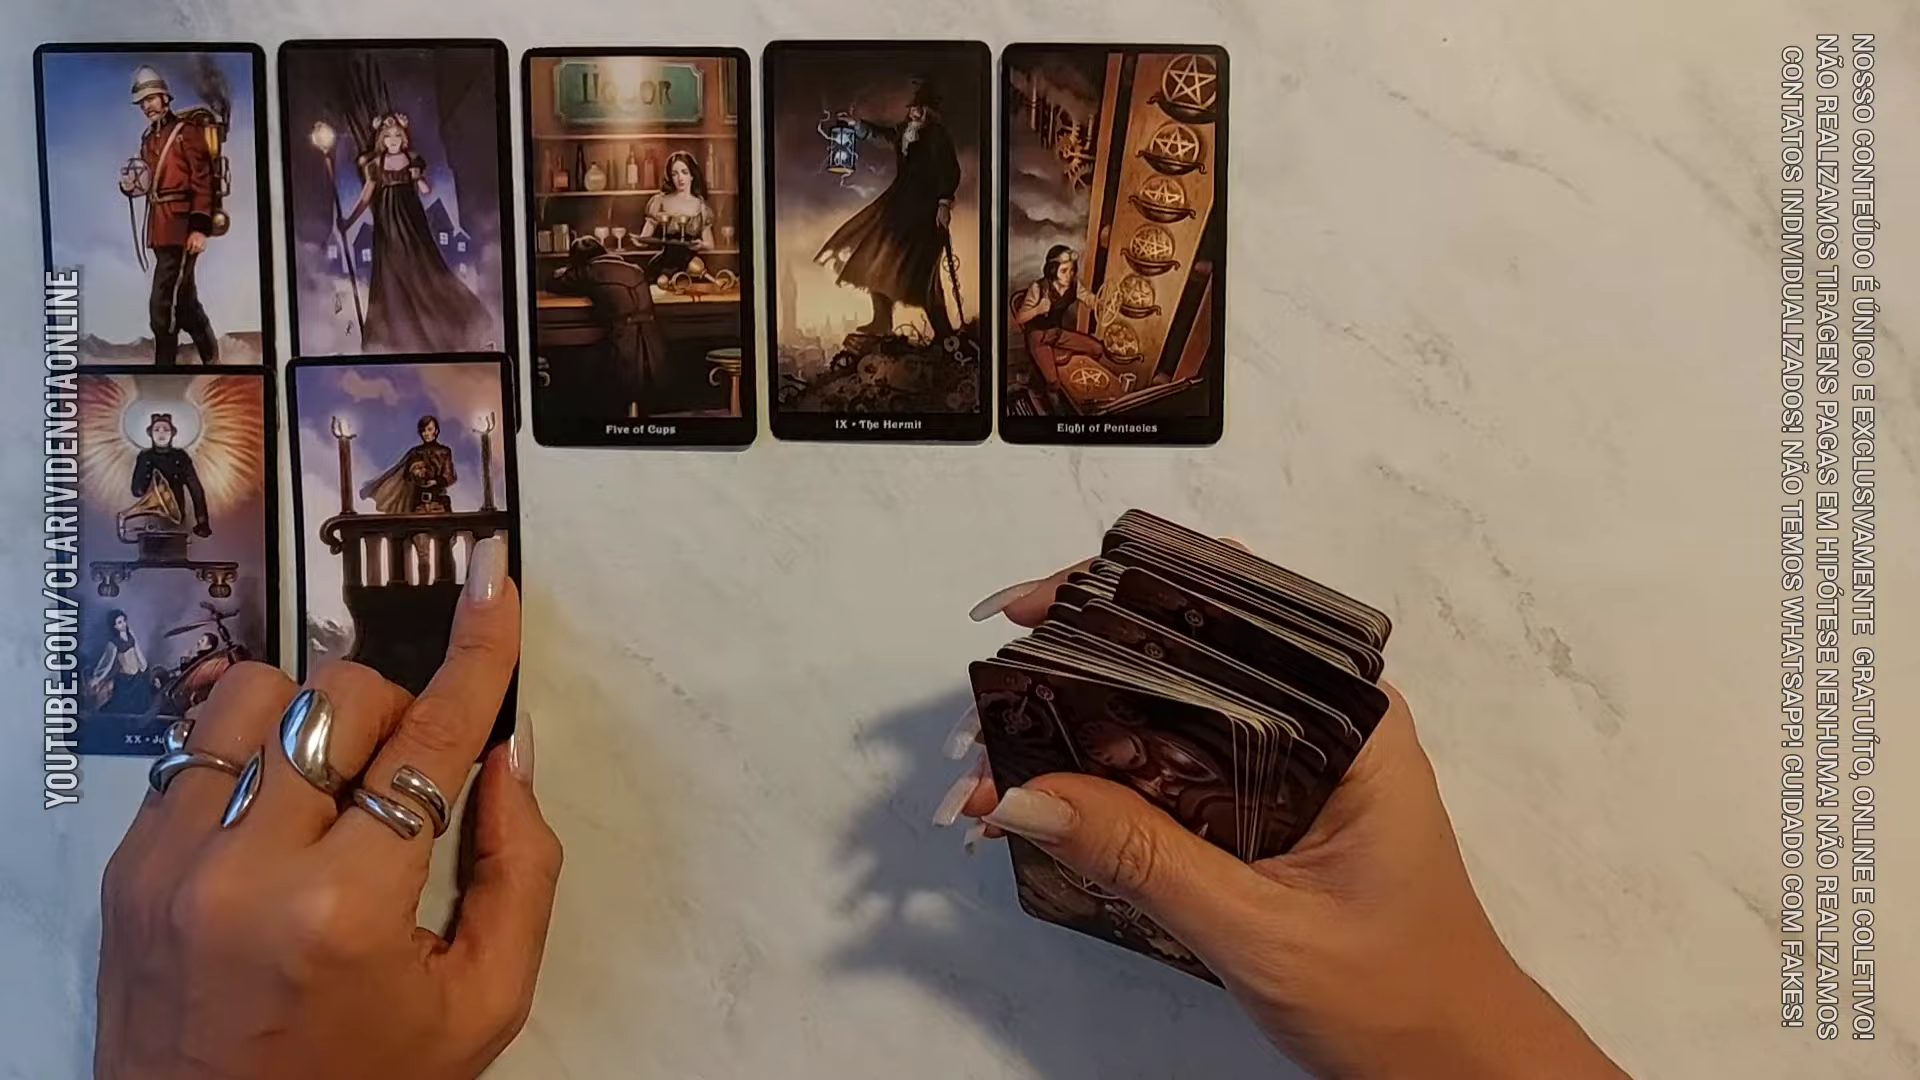 YOUTUBE.COM/CLARIVIDENCIAONLINE
LIQUOR
Five of Cups
IX • The Hermit
Eight of Pentacles
XX •
NOSSO CONTEÚDO É ÚNICO E EXCLUSIVAMENTE GRATUÍTO, ONLINE E COLETIVO!
NÃO REALIZAMOS TIRAGENS PAGAS EM HIPÓTESE NENHUMA! NÃO REALIZAMOS
CONTATOS INDIVIDUALIZADOS! NÃO TEMOS WHATSAPP! CUIDADO COM FAKES!